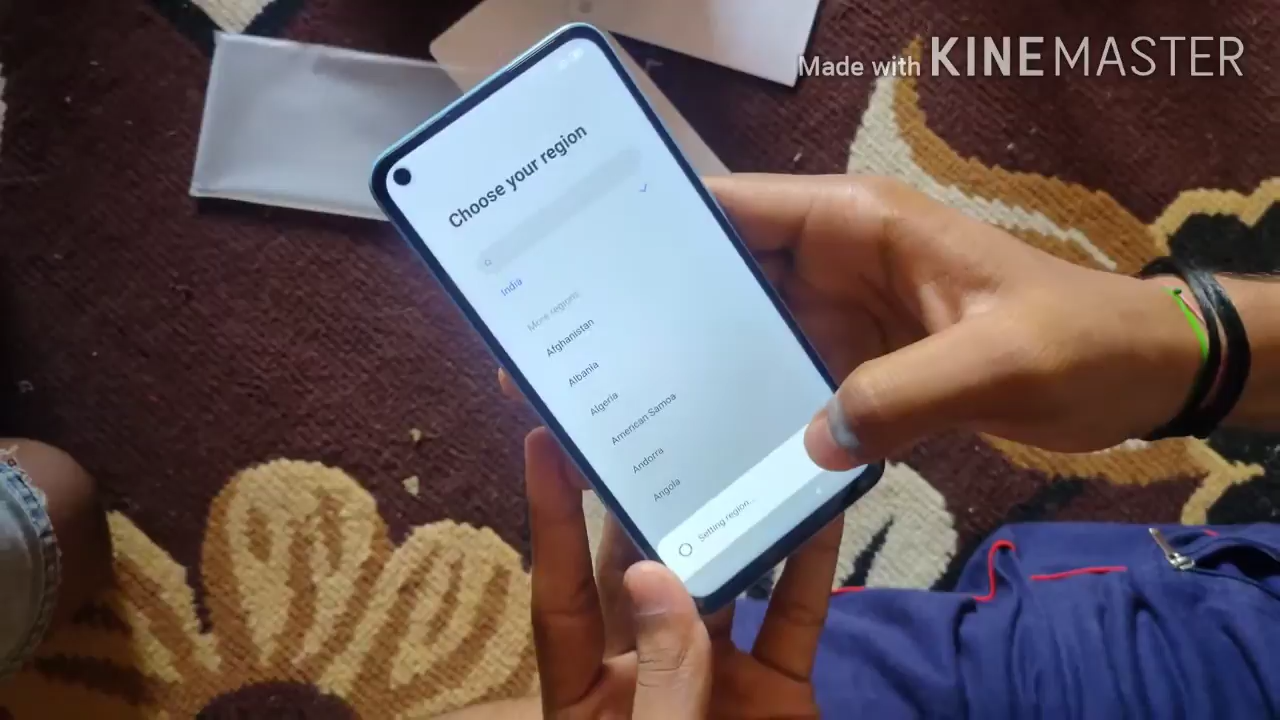 Made with KINEMASTER
Choose your region
India
More regions
Afghanistan
Albania
Algeria
American Samoa
Andorra
Angola
Setting region...